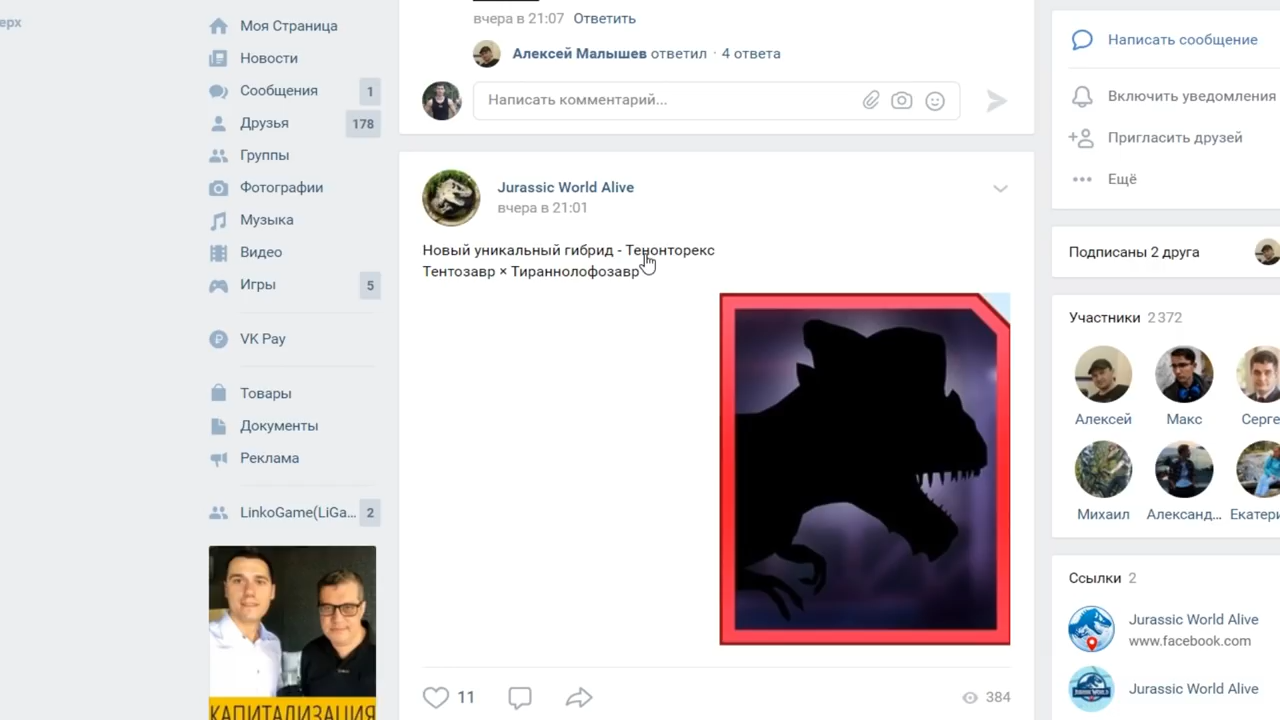 ерх
Моя Страница
Новости
Сообщения 1
Друзья 178
Группы
Фотографии
Музыка
Видео
Игры 5
VK Pay
Товары
Документы
Реклама
LinkoGame(LiGa... 2
КАПИТАЛИЗАЦИЯ
вчера в 21:07 Ответить
Алексей Малышев ответил · 4 ответа
Написать комментарий...
Jurassic World Alive
вчера в 21:01
Новый уникальный гибрид - Тенонторекс
Тентозавр × Тираннолофозавр
11
384
Написать сообщение
Включить уведомления
Пригласить друзей
Ещё
Подписаны 2 друга
Участники 2 372
Алексей Макс Серге
Михаил Александ... Екатери
Ссылки 2
Jurassic World Alive
www.facebook.com
Jurassic World Alive